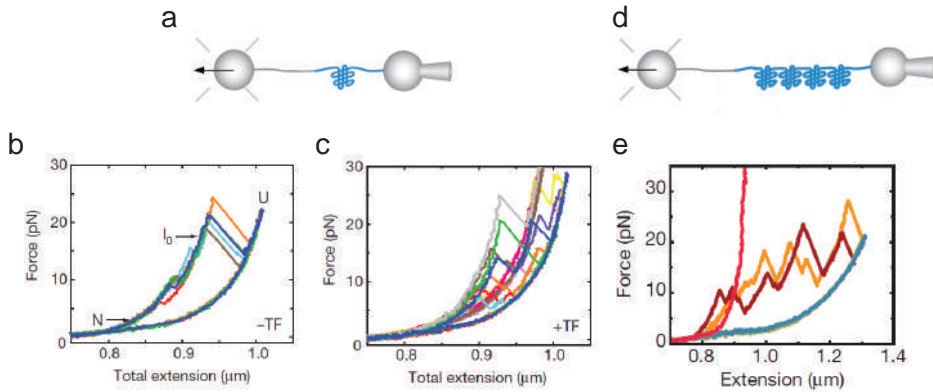 a
d
b
30
20
10
0
Force (pN)
0.8
0.9
1.0
Total extension (μm)
N
I₀
U
−TF
c
30
20
10
0
Force (pN)
0.8
0.9
1.0
Total extension (μm)
+TF
e
30
20
10
0
Force (pN)
0.8
1.0
1.2
1.4
Extension (μm)